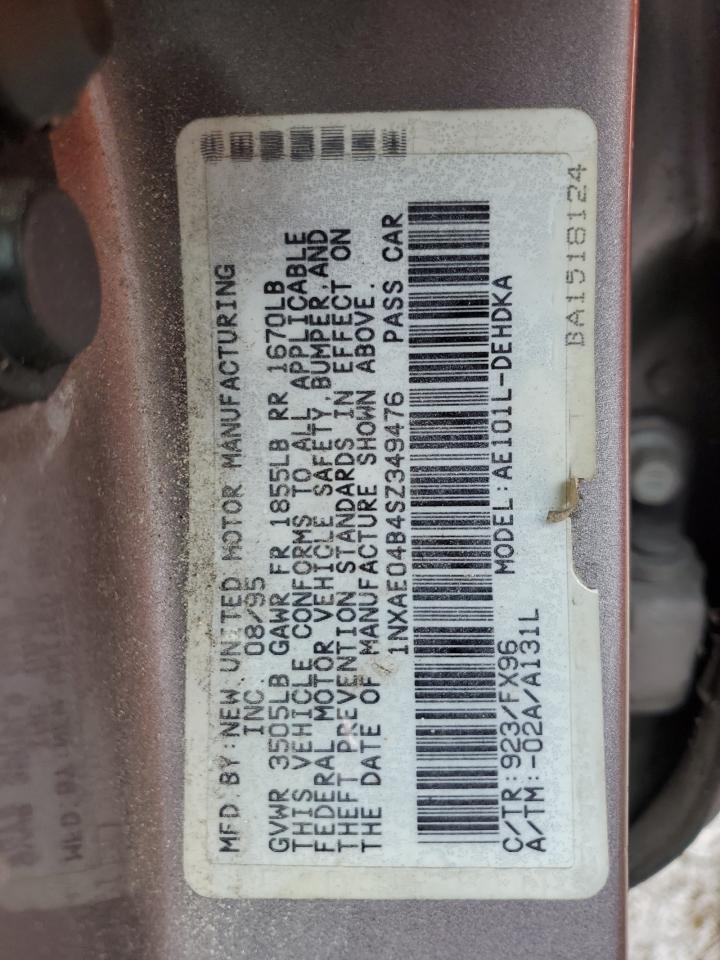 MFD.BY:NEW UNITED MOTOR MANUFACTURING
INC. 08/95
GVWR 3505LB GAWR FR 1855LB RR 1670LB
THIS VEHICLE CONFORMS TO ALL APPLICABLE
FEDERAL MOTOR VEHICLE SAFETY,BUMPER,AND
THEFT PREVENTION STANDARDS IN EFFECT ON
THE DATE OF MANUFACTURE SHOWN ABOVE.
1NXAE04B4SZ349476 PASS CAR
C/TR:923/FX96 MODEL:AE101L-DEHDKA
A/TM:-02A/A131L
BA1518124